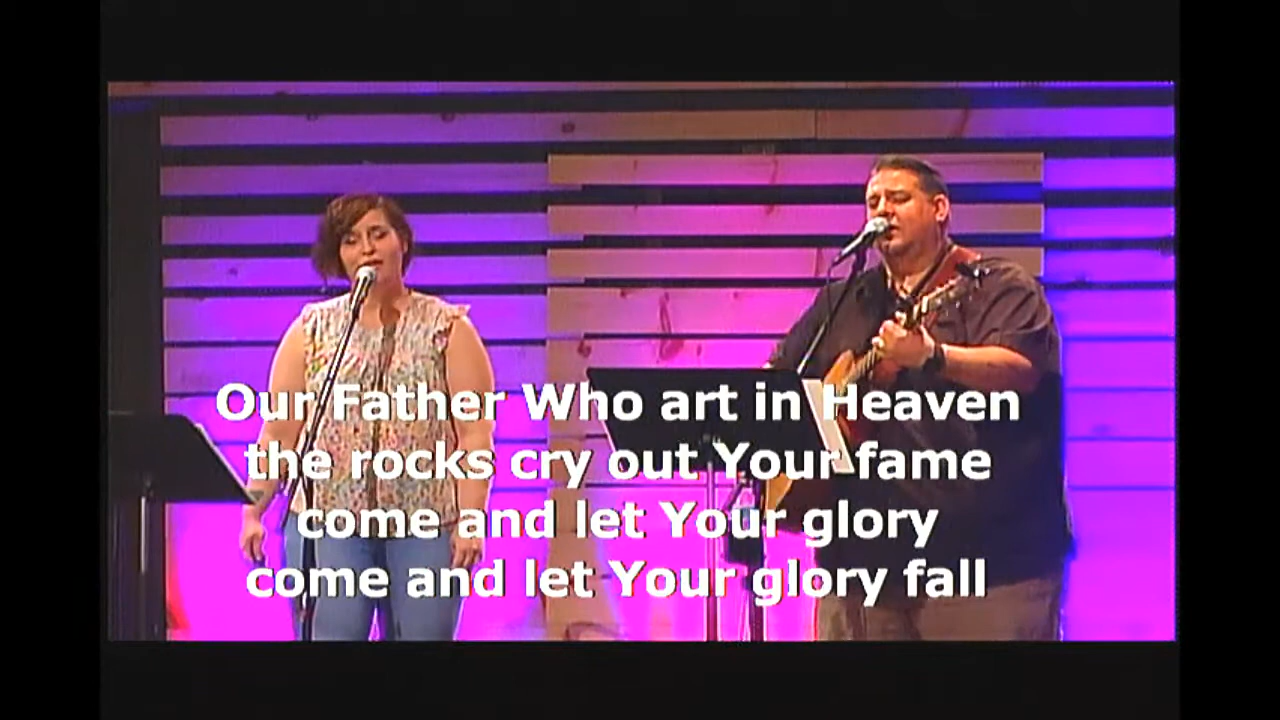 Our Father Who art in Heaven
the rocks cry out Your fame
come and let Your glory
come and let Your glory fall